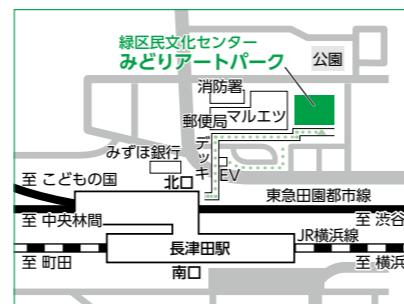 緑区民文化センター
みどりアートパーク
公園
消防署
郵便局
マルエツ
デッキ
みずほ銀行
EV
北口
至 こどもの国
東急田園都市線
至 中央林間
至 渋谷
長津田駅
JR横浜線
至 町田
至 横浜
南口